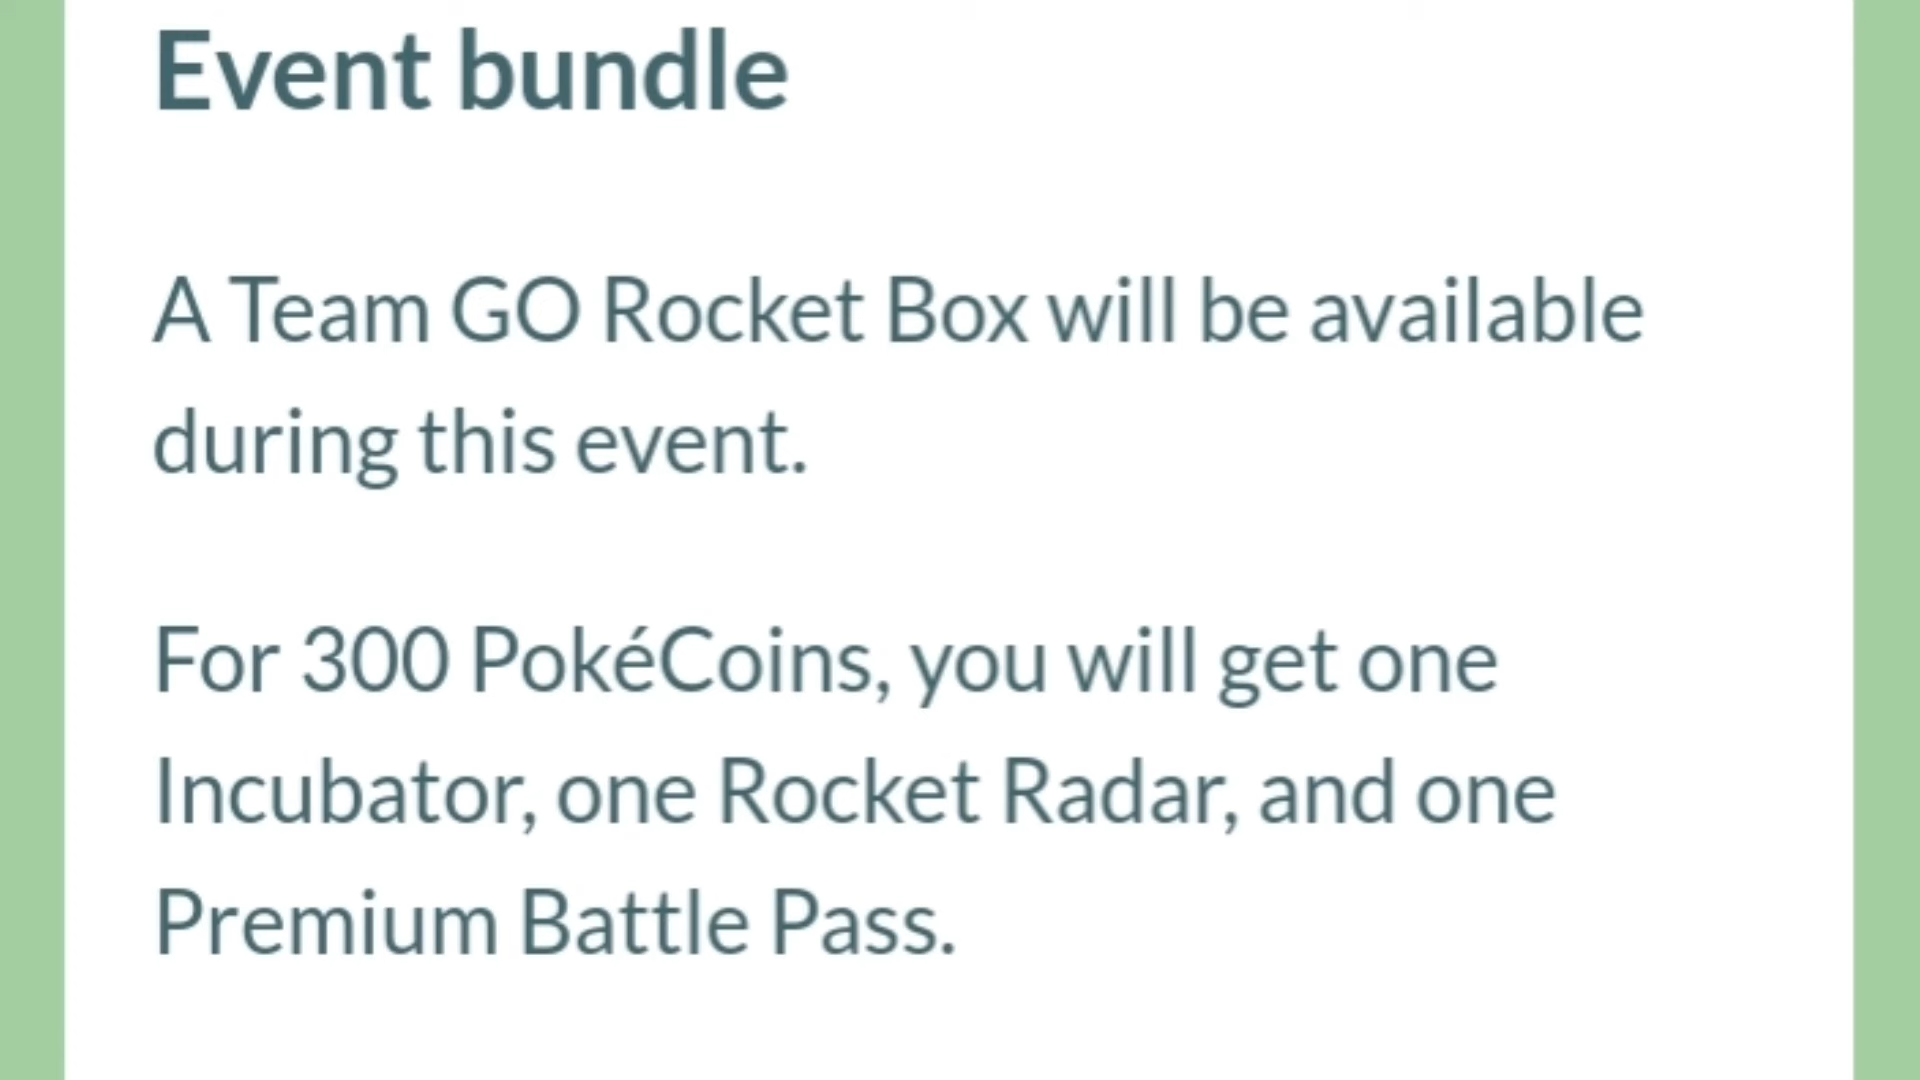 Event bundle
A Team GO Rocket Box will be available
during this event.
For 300 PokéCoins, you will get one
Incubator, one Rocket Radar, and one
Premium Battle Pass.